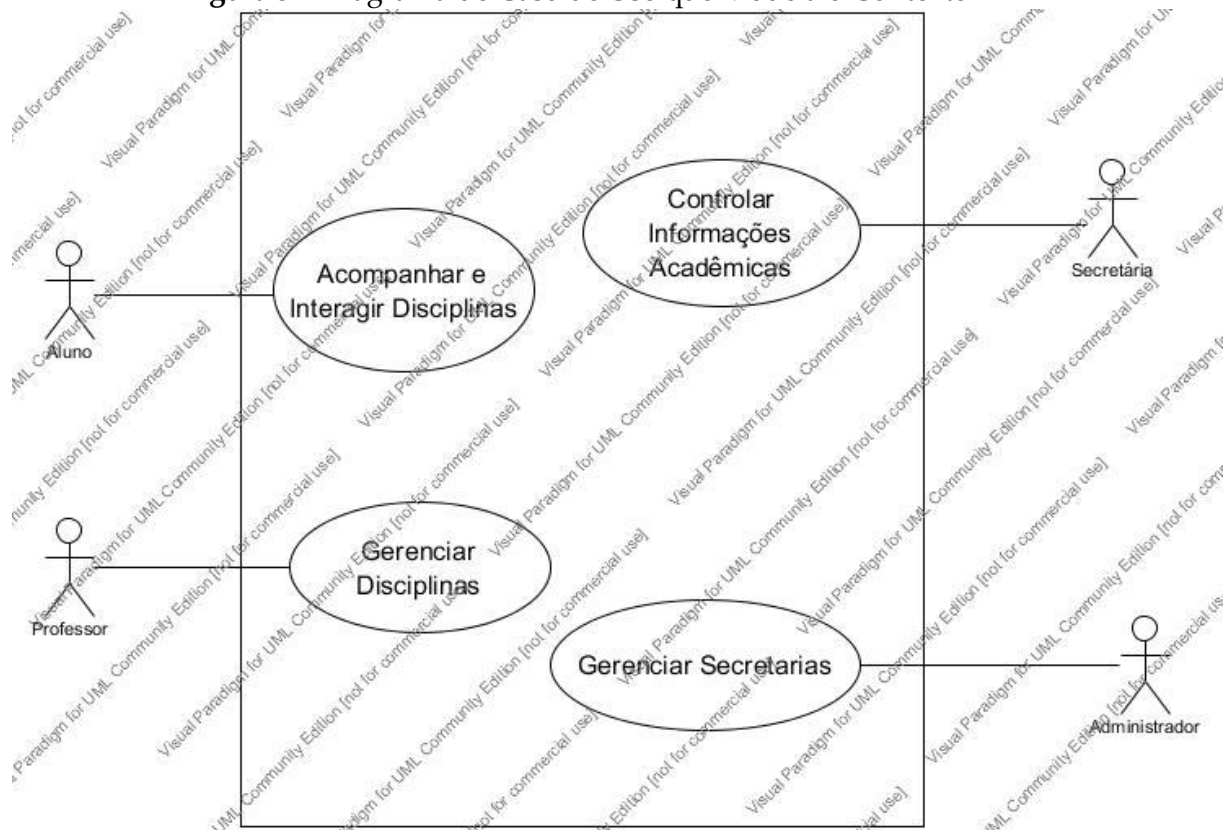 Controlar
Informações
Acadêmicas
Secretária
Acompanhar e
Interagir Disciplinas
Aluno
Gerenciar
Disciplinas
Professor
Gerenciar Secretarias
Administrador
Visual Paradigm for UML Community Edition [not for commercial use]